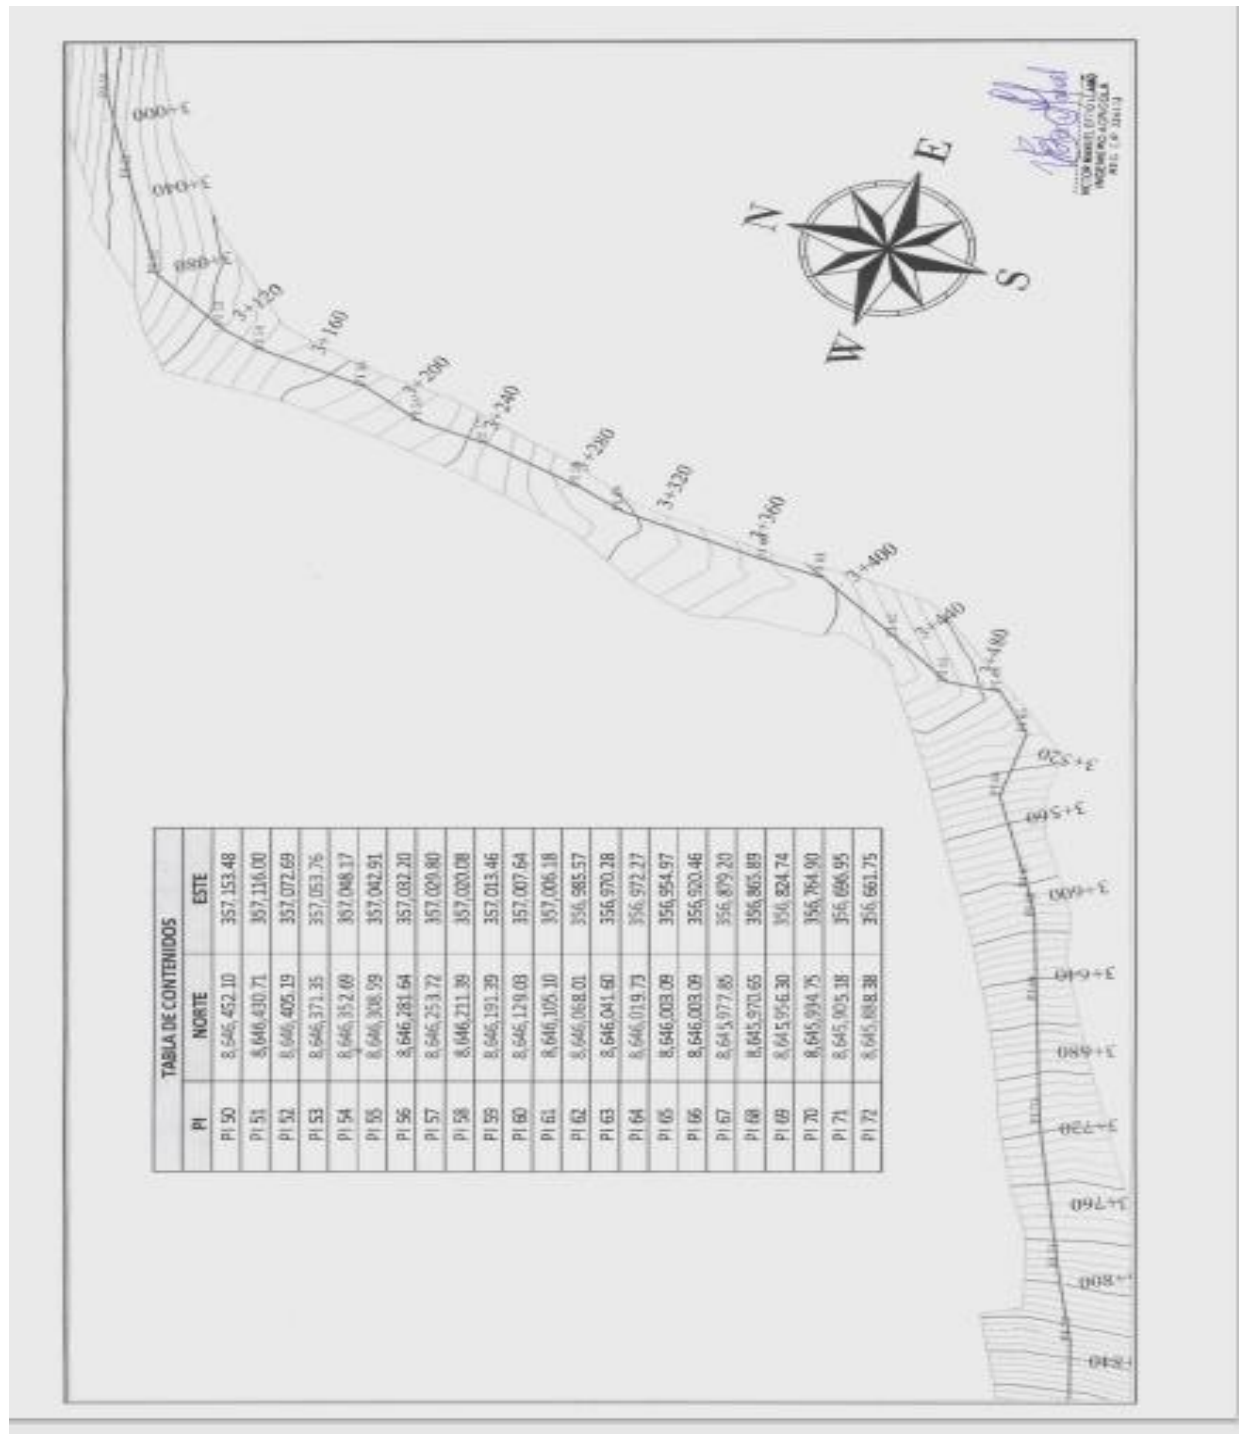 TABLA DE CONTENIDOS
PI NORTE ESTE
PI 50 8,646,452.10 357,153.48
PI 51 8,646,430.71 357,116.00
PI 52 8,646,405.19 357,072.69
PI 53 8,646,371.35 357,053.76
PI 54 8,646,352.69 357,048.17
PI 55 8,646,308.59 357,042.91
PI 56 8,646,281.64 357,032.20
PI 57 8,646,253.72 357,029.80
PI 58 8,646,211.39 357,020.08
PI 59 8,646,191.39 357,013.46
PI 60 8,646,129.03 357,007.64
PI 61 8,646,105.10 357,006.18
PI 62 8,646,068.01 356,985.57
PI 63 8,646,041.60 356,970.28
PI 64 8,646,019.73 356,972.27
PI 65 8,646,003.09 356,954.97
PI 66 8,646,003.09 356,920.46
PI 67 8,645,977.85 356,879.20
PI 68 8,645,970.65 356,865.89
PI 69 8,645,956.30 356,824.74
PI 70 8,645,934.75 356,764.90
PI 71 8,645,905.18 356,696.95
PI 72 8,645,888.38 356,661.75
3+000
3+040
3+080
3+120
3+160
3+200
3+240
3+280
3+320
3+360
3+400
3+440
3+480
3+520
3+560
3+600
3+640
3+680
3+720
3+760
+800
+840
N
E
S
W
INGENIERO AGRICOLA